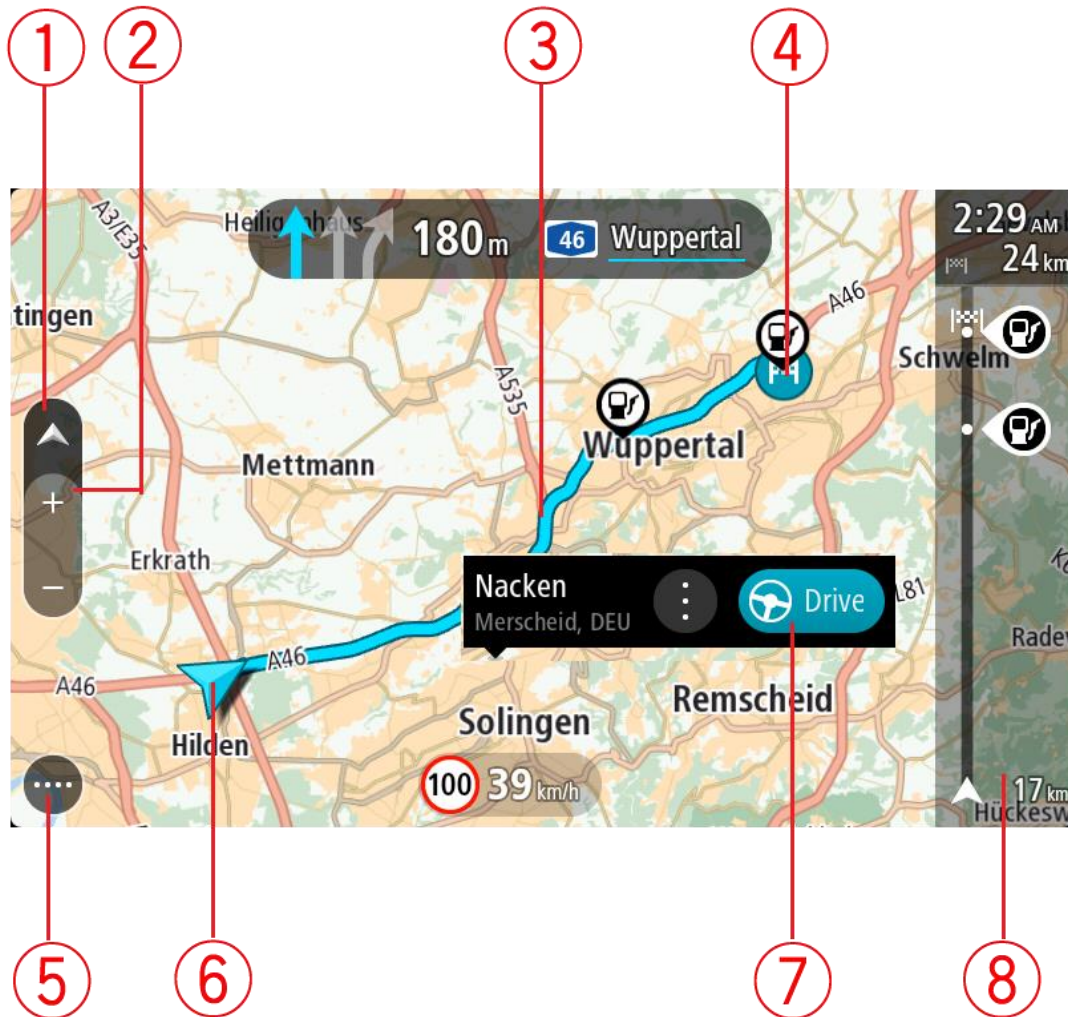 1
2
3
4
A3/E35
Heiligenhaus
180 m
46
Wuppertal
2:29 AM
24 km
A46
tingen
Schwelm
A535
Wuppertal
Mettmann
+
Erkrath
Nacken
Merscheid, DEU
Drive
L81
−
A46
A46
Rade
Remscheid
Solingen
Hilden
100
39 km/h
17 km
Hückesw
5
6
7
8